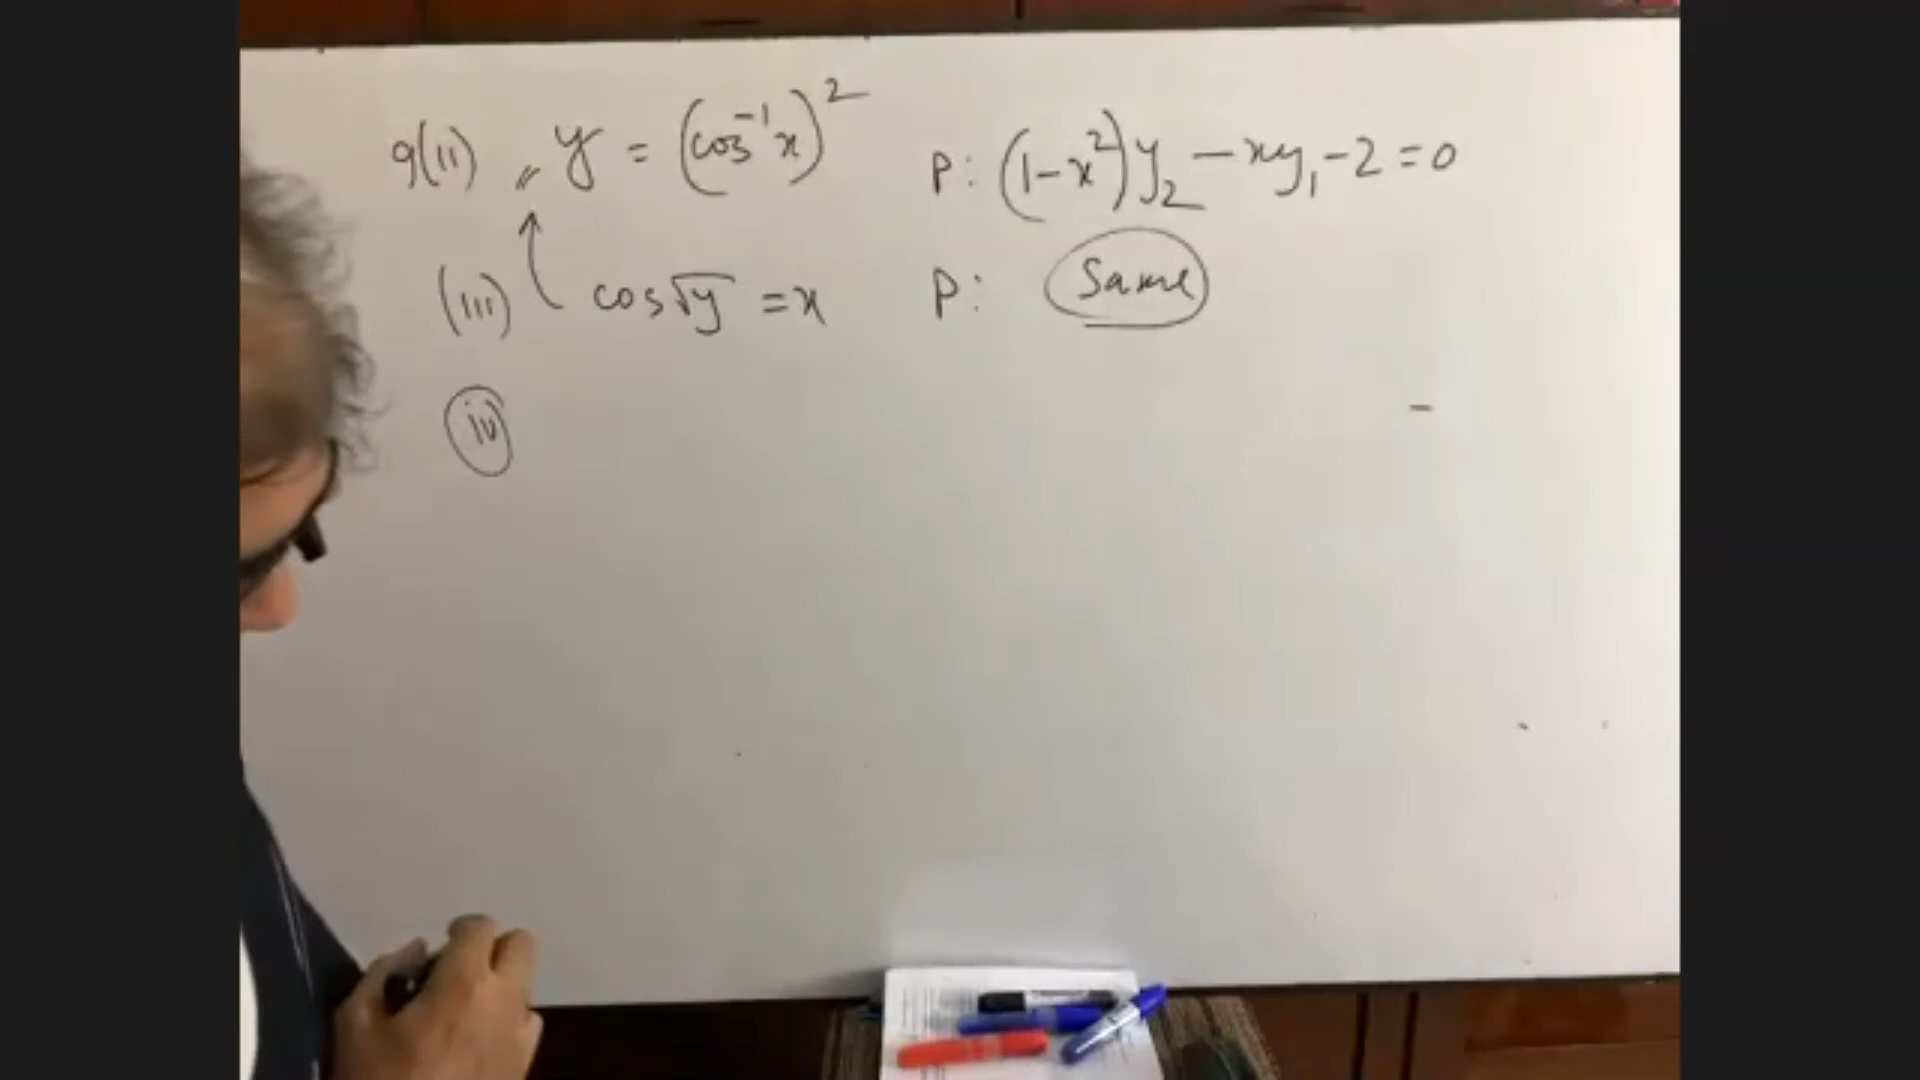 9(ii) y = (cos⁻¹x)² P: (1-x²)y₂ - xy₁ - 2 = 0
(iii) cos√y = x P: Same
iv